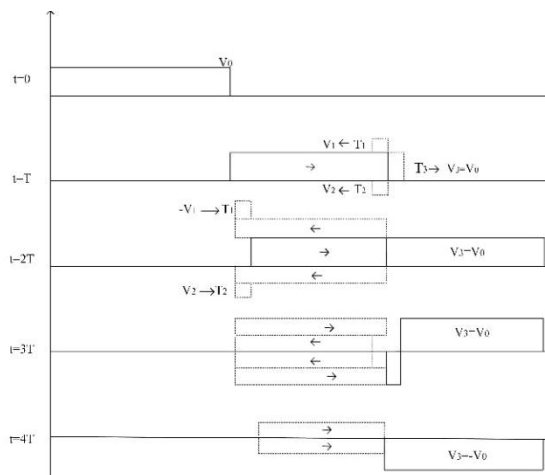 V0
t=0
V1 ← T1
t=T
→
T3 → V3=V0
V2 ← T2
-V1 → T1
←
t=2T
→
V3=V0
←
V2 → T2
→
V3=V0
←
t=3T
←
→
→
t=4T
→
V3=-V0